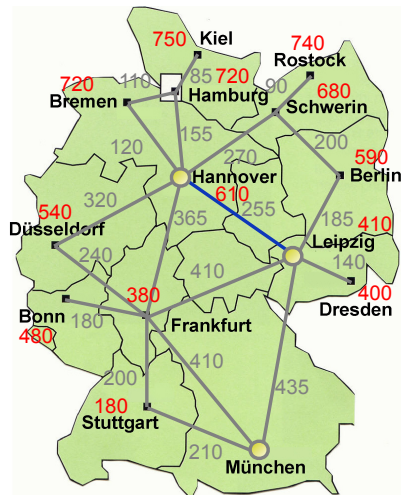 750 Kiel
740
Rostock
720 110 85 720 90 680
Bremen Hamburg Schwerin
120 155 200
270 590
Hannover Berlin
320 610
540 365 255 185 410
Düsseldorf Leipzig
240 410 140
380 400
Bonn 180 Frankfurt Dresden
480
410
200 435
180
Stuttgart
210
München